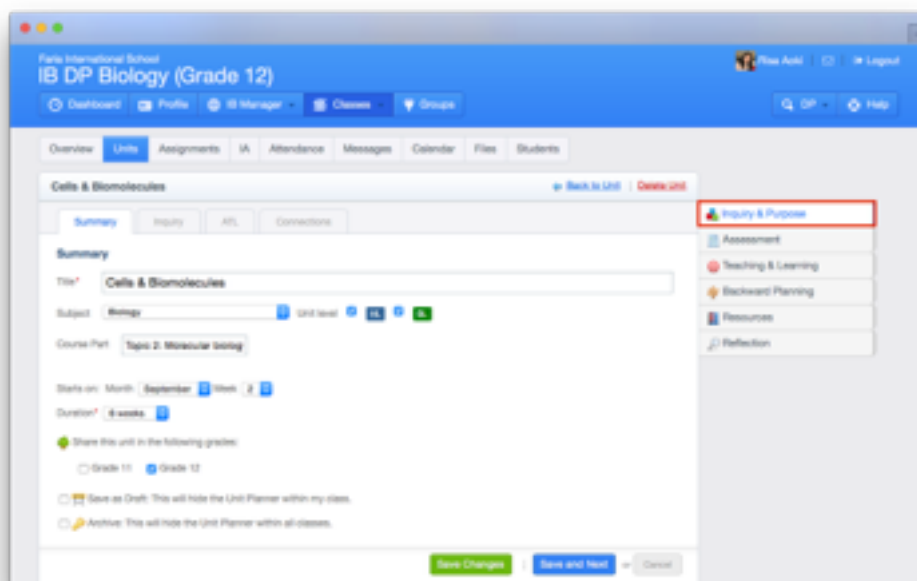 Faria International School
IB DP Biology (Grade 12)
Risa Aoki
Logout
Dashboard Profile IB Manager Classes Groups
DP Help
Overview Units Assignments IA Attendance Messages Calendar Files Students
Cells & Biomolecules
Back to Unit | Delete Unit
Summary Inquiry ATL Connections
Summary
Title* Cells & Biomolecules
Subject Biology Unit level HL SL
Course Part Topic 2: Molecular biolog
Starts on: Month September Week 2
Duration* 6 weeks
Share this unit in the following grades:
Grade 11 Grade 12
Save as Draft: This will hide the Unit Planner within my class.
Archive: This will hide the Unit Planner within all classes.
Save Changes | Save and Next or Cancel
Inquiry & Purpose
Assessment
Teaching & Learning
Backward Planning
Resources
Reflection